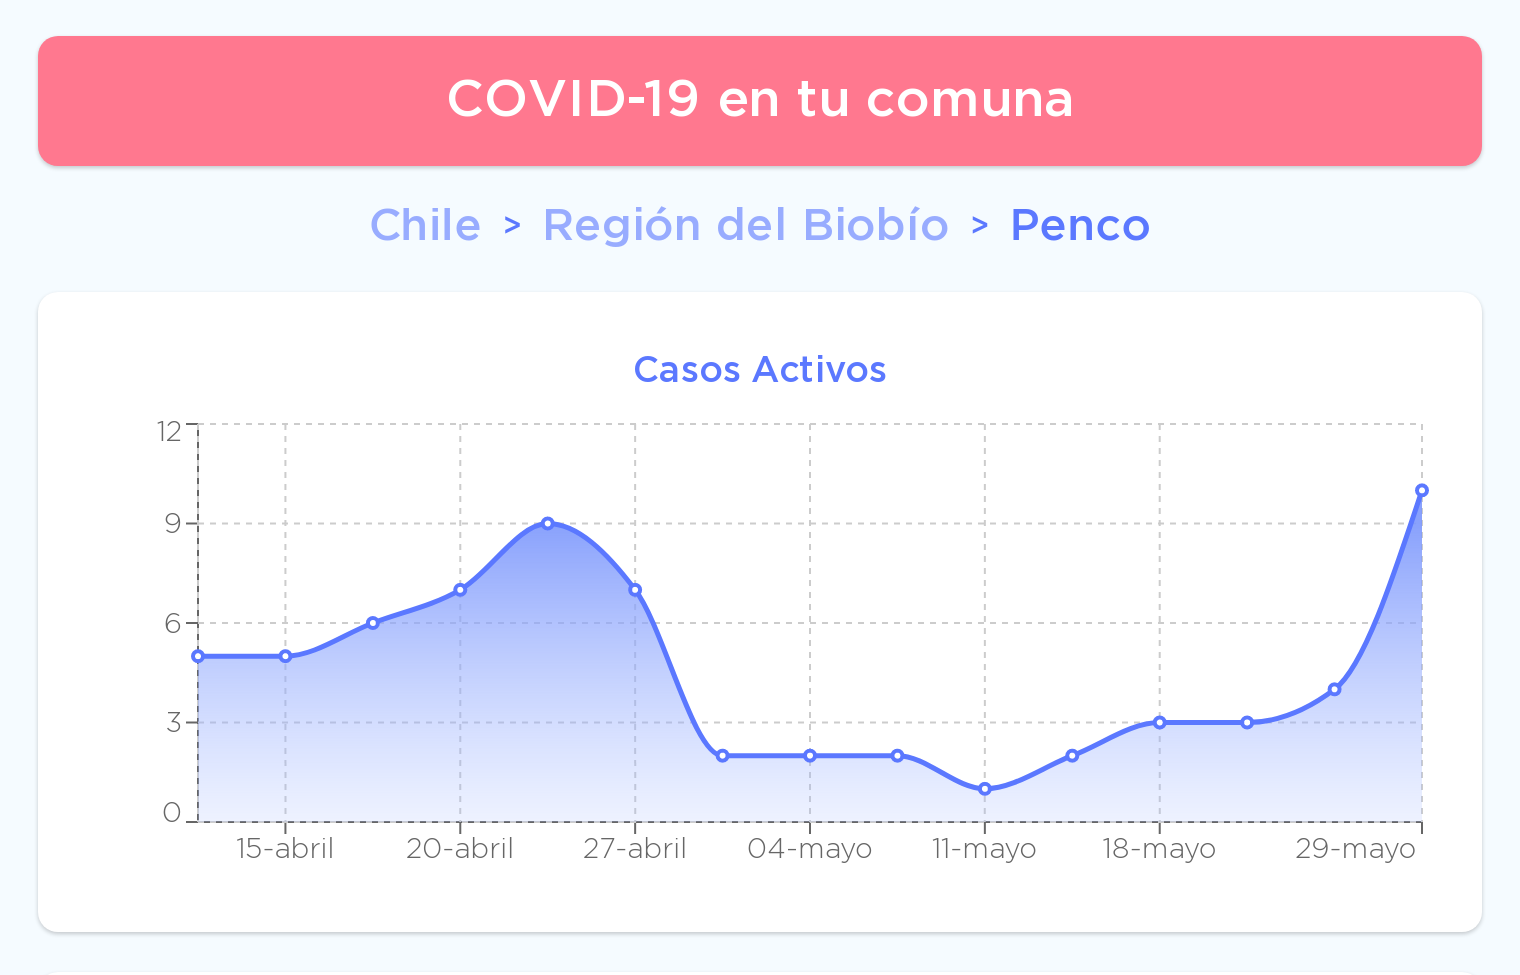 COVID-19 en tu comuna
Chile > Región del Biobío > Penco
Casos Activos
12
9
6
3
0
15-abril 20-abril 27-abril 04-mayo 11-mayo 18-mayo 29-mayo